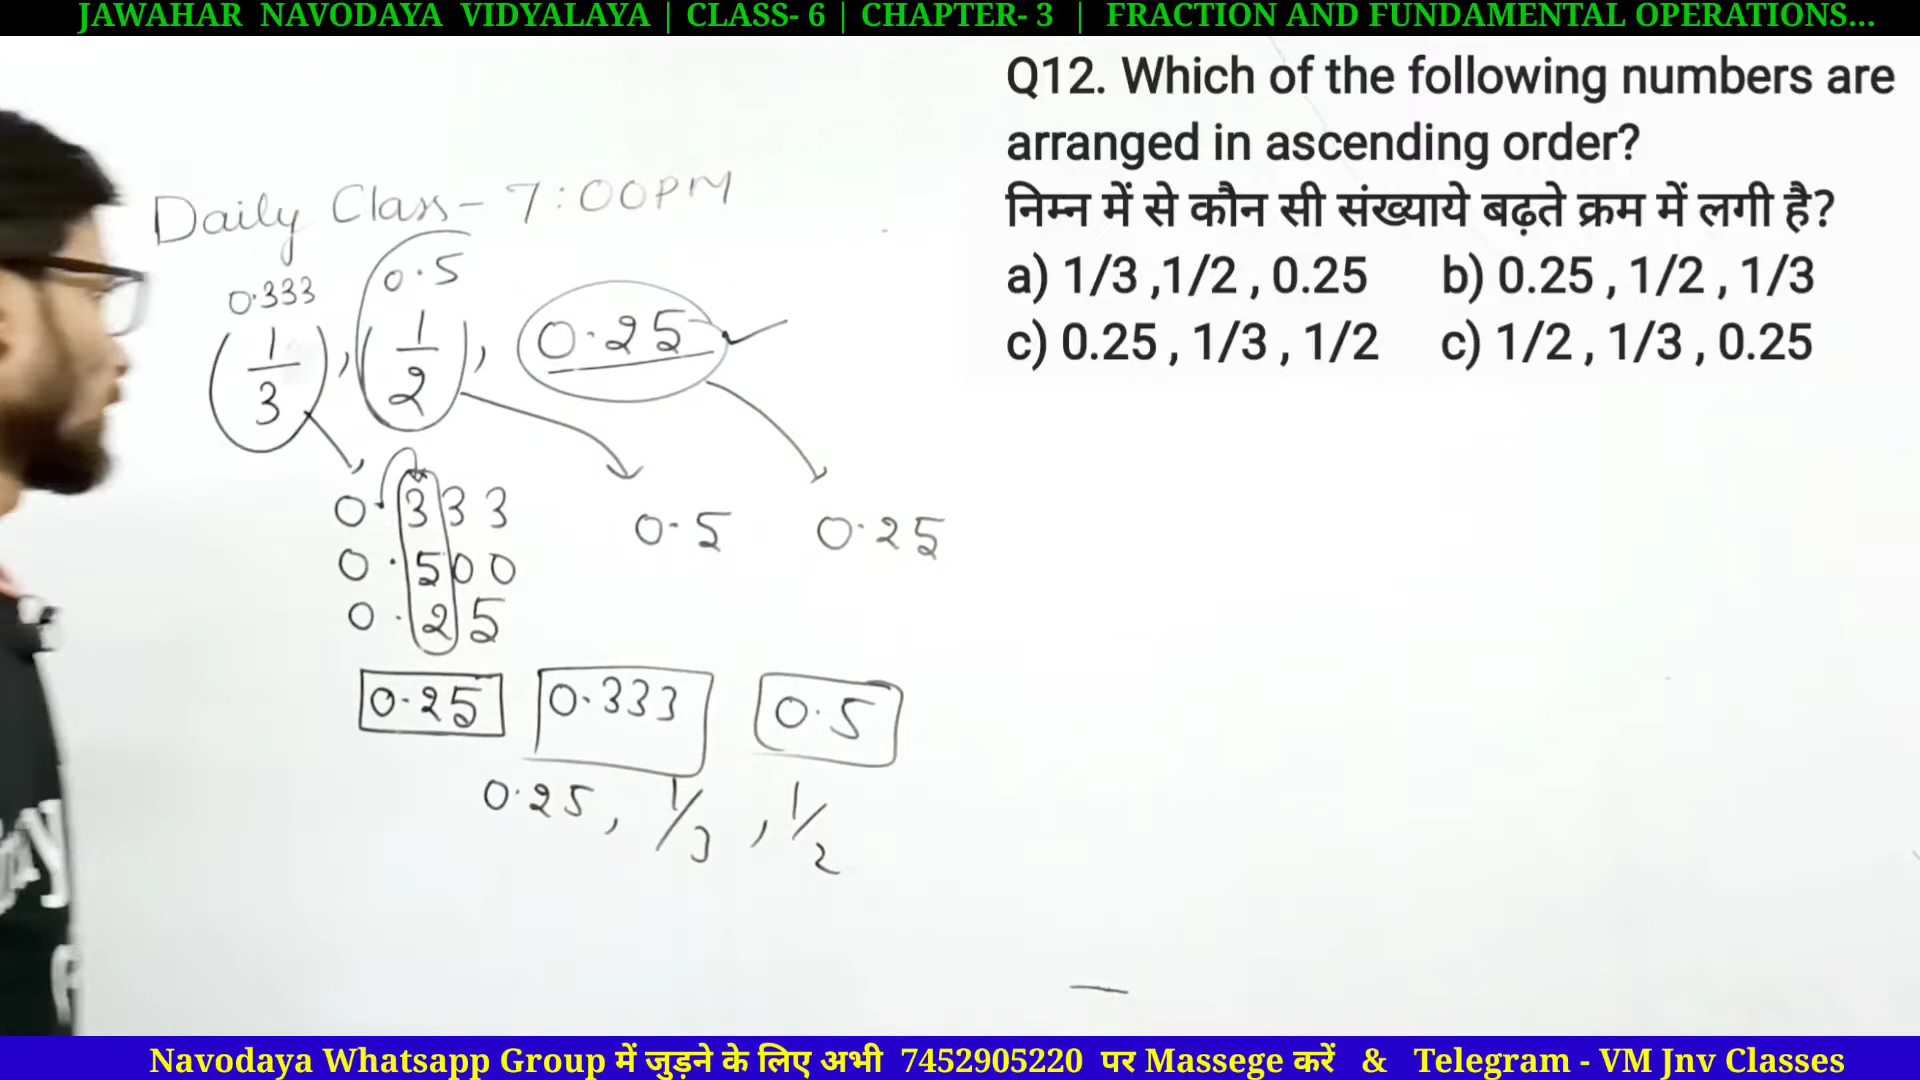 JAWAHAR NAVODAYA VIDYALAYA | CLASS- 6 | CHAPTER- 3 | FRACTION AND FUNDAMENTAL OPERATIONS...
Q12. Which of the following numbers are
arranged in ascending order?
निम्न में से कौन सी संख्याये बढ़ते क्रम में लगी है?
a) 1/3 ,1/2 , 0.25 b) 0.25 , 1/2 , 1/3
c) 0.25 , 1/3 , 1/2 c) 1/2 , 1/3 , 0.25
Daily Class - 7:00PM
0.333 0.5
(1/3), (1/2), 0.25 ✓
0.333 0.5 0.25
0.500
0.25
0.25 0.333 0.5
0.25, 1/3, 1/2
Navodaya Whatsapp Group में जुड़ने के लिए अभी 7452905220 पर Massege करें & Telegram - VM Jnv Classes